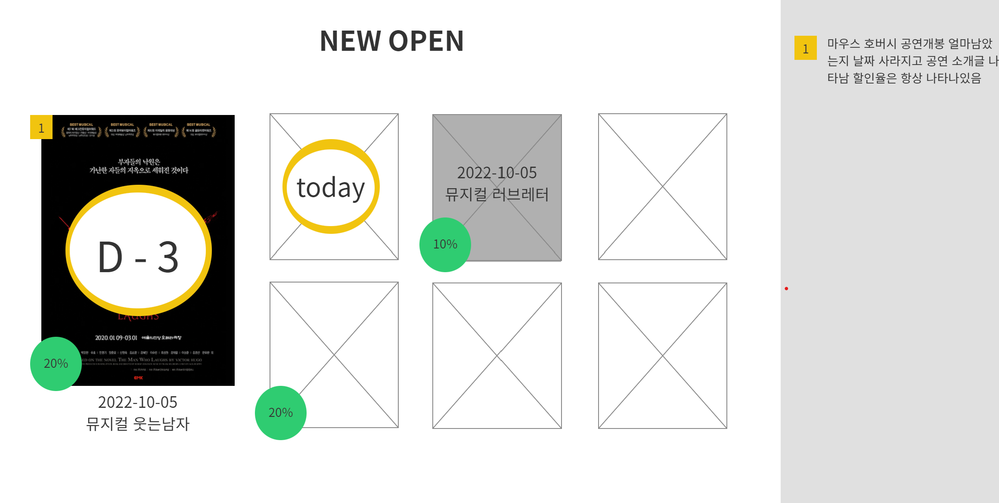 NEW OPEN
1
BEST MUSICAL
BEST MUSICAL
BEST MUSICAL
BEST MUSICAL
부자들의 낙원은
가난한 자들의 지옥으로 세워진 것이다
D - 3
LAUGHS
2020.01.09-03.01 예술의전당 오페라극장
ED ON THE NOVEL THE MAN WHO LAUGHS BY VICTOR HUGO
EMK
20%
2022-10-05
뮤지컬 웃는남자
today
2022-10-05
뮤지컬 러브레터
10%
20%
1
마우스 호버시 공연개봉 얼마남았
는지 날짜 사라지고 공연 소개글 나
타남 할인율은 항상 나타나있음